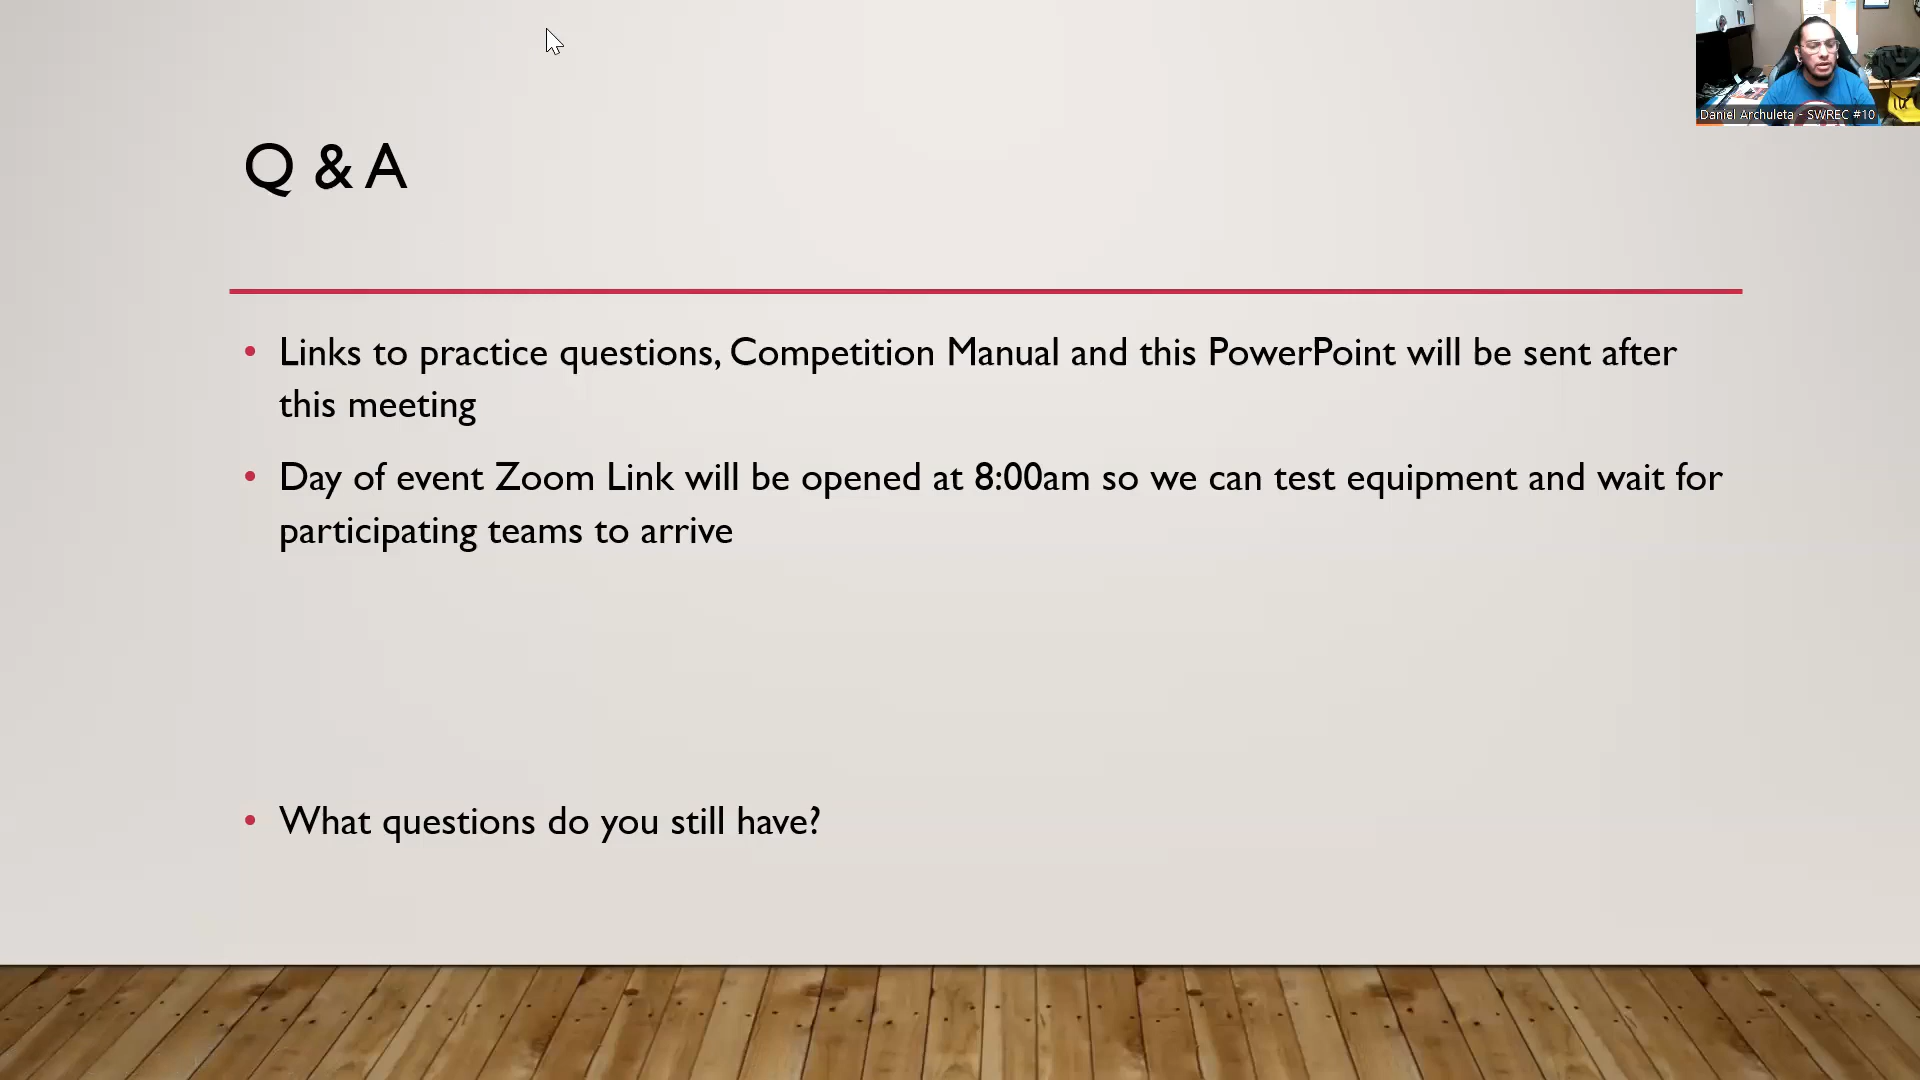 Daniel Archuleta - SWREC #10
Q & A
• Links to practice questions, Competition Manual and this PowerPoint will be sent after
this meeting
• Day of event Zoom Link will be opened at 8:00am so we can test equipment and wait for
participating teams to arrive
• What questions do you still have?